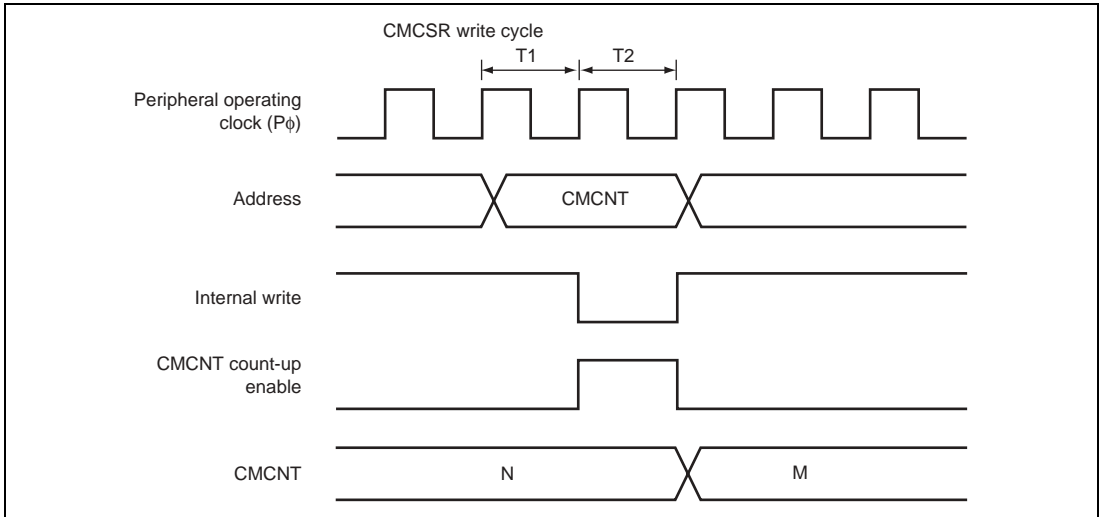 CMCSR write cycle
T1 T2
Peripheral operating
clock (Pϕ)
Address
CMCNT
Internal write
CMCNT count-up
enable
CMCNT
N
M